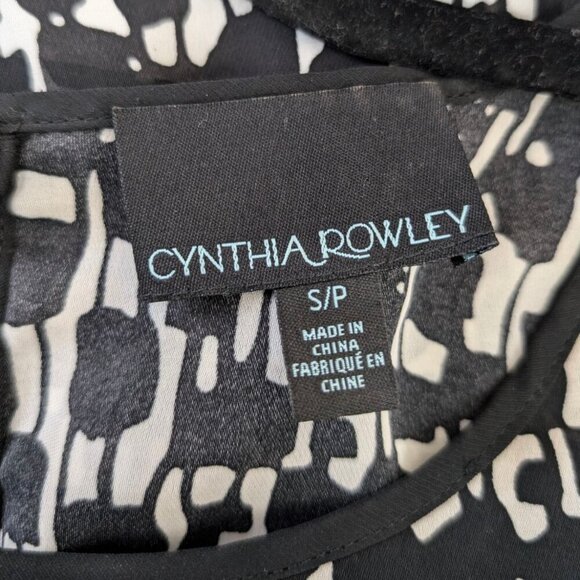 CYNTHIA ROWLEY
S/P
MADE IN
CHINA
FABRIQUÉ EN
CHINE